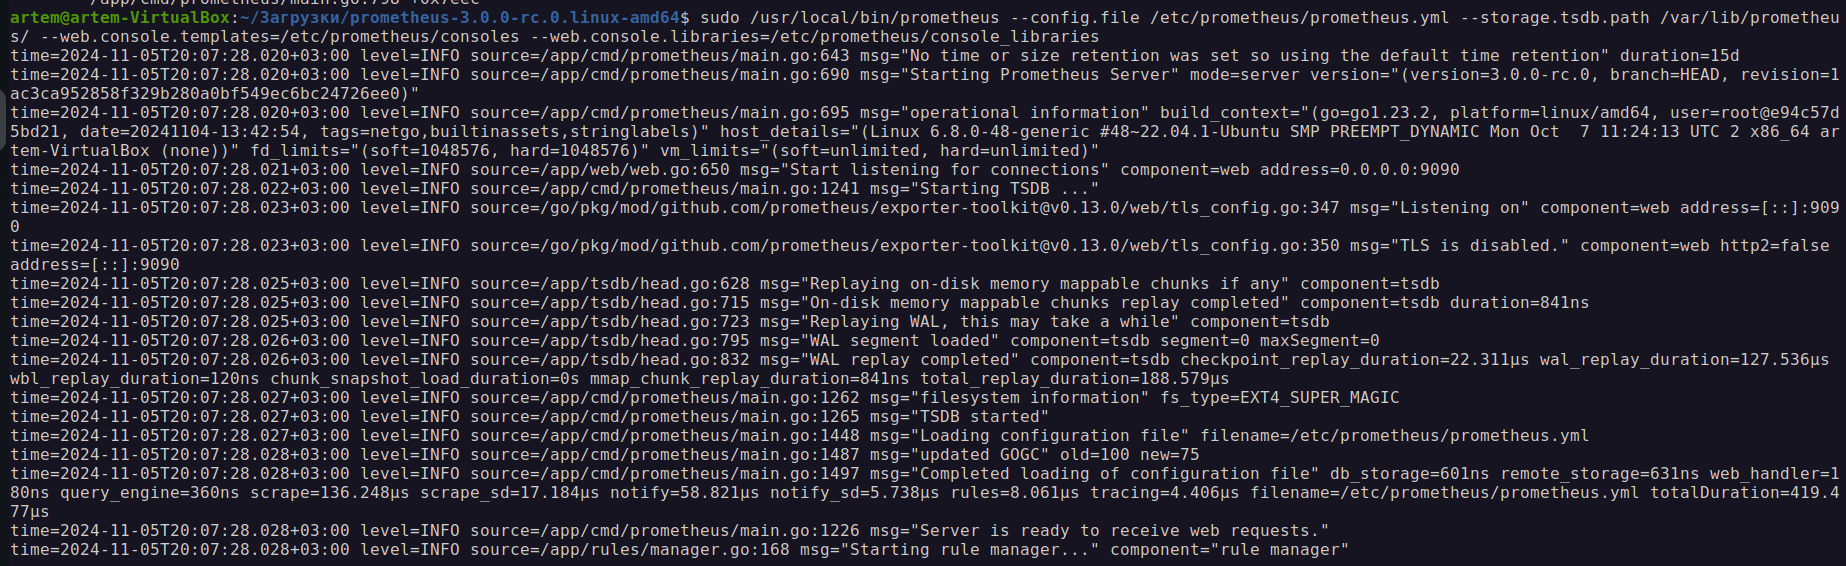 /app/cmd/prometheus/main.go:798 +0x7ecc
artem@artem-VirtualBox:~/Загрузки/prometheus-3.0.0-rc.0.linux-amd64$ sudo /usr/local/bin/prometheus --config.file /etc/prometheus/prometheus.yml --storage.tsdb.path /var/lib/prometheu
s/ --web.console.templates=/etc/prometheus/consoles --web.console.libraries=/etc/prometheus/console_libraries
time=2024-11-05T20:07:28.020+03:00 level=INFO source=/app/cmd/prometheus/main.go:643 msg="No time or size retention was set so using the default time retention" duration=15d
time=2024-11-05T20:07:28.020+03:00 level=INFO source=/app/cmd/prometheus/main.go:690 msg="Starting Prometheus Server" mode=server version="(version=3.0.0-rc.0, branch=HEAD, revision=1
ac3ca952858f329b280a0bf549ec6bc24726ee0)"
time=2024-11-05T20:07:28.020+03:00 level=INFO source=/app/cmd/prometheus/main.go:695 msg="operational information" build_context="(go=go1.23.2, platform=linux/amd64, user=root@e94c57d
5bd21, date=20241104-13:42:54, tags=netgo,builtinassets,stringlabels)" host_details="(Linux 6.8.0-48-generic #48~22.04.1-Ubuntu SMP PREEMPT_DYNAMIC Mon Oct  7 11:24:13 UTC 2 x86_64 ar
tem-VirtualBox (none))" fd_limits="(soft=1048576, hard=1048576)" vm_limits="(soft=unlimited, hard=unlimited)"
time=2024-11-05T20:07:28.021+03:00 level=INFO source=/app/web/web.go:650 msg="Start listening for connections" component=web address=0.0.0.0:9090
time=2024-11-05T20:07:28.022+03:00 level=INFO source=/app/cmd/prometheus/main.go:1241 msg="Starting TSDB ..."
time=2024-11-05T20:07:28.023+03:00 level=INFO source=/go/pkg/mod/github.com/prometheus/exporter-toolkit@v0.13.0/web/tls_config.go:347 msg="Listening on" component=web address=[::]:909
0
time=2024-11-05T20:07:28.023+03:00 level=INFO source=/go/pkg/mod/github.com/prometheus/exporter-toolkit@v0.13.0/web/tls_config.go:350 msg="TLS is disabled." component=web http2=false
address=[::]:9090
time=2024-11-05T20:07:28.025+03:00 level=INFO source=/app/tsdb/head.go:628 msg="Replaying on-disk memory mappable chunks if any" component=tsdb
time=2024-11-05T20:07:28.025+03:00 level=INFO source=/app/tsdb/head.go:715 msg="On-disk memory mappable chunks replay completed" component=tsdb duration=841ns
time=2024-11-05T20:07:28.025+03:00 level=INFO source=/app/tsdb/head.go:723 msg="Replaying WAL, this may take a while" component=tsdb
time=2024-11-05T20:07:28.026+03:00 level=INFO source=/app/tsdb/head.go:795 msg="WAL segment loaded" component=tsdb segment=0 maxSegment=0
time=2024-11-05T20:07:28.026+03:00 level=INFO source=/app/tsdb/head.go:832 msg="WAL replay completed" component=tsdb checkpoint_replay_duration=22.311µs wal_replay_duration=127.536µs
wbl_replay_duration=120ns chunk_snapshot_load_duration=0s mmap_chunk_replay_duration=841ns total_replay_duration=188.579µs
time=2024-11-05T20:07:28.027+03:00 level=INFO source=/app/cmd/prometheus/main.go:1262 msg="filesystem information" fs_type=EXT4_SUPER_MAGIC
time=2024-11-05T20:07:28.027+03:00 level=INFO source=/app/cmd/prometheus/main.go:1265 msg="TSDB started"
time=2024-11-05T20:07:28.027+03:00 level=INFO source=/app/cmd/prometheus/main.go:1448 msg="Loading configuration file" filename=/etc/prometheus/prometheus.yml
time=2024-11-05T20:07:28.028+03:00 level=INFO source=/app/cmd/prometheus/main.go:1487 msg="updated GOGC" old=100 new=75
time=2024-11-05T20:07:28.028+03:00 level=INFO source=/app/cmd/prometheus/main.go:1497 msg="Completed loading of configuration file" db_storage=601ns remote_storage=631ns web_handler=1
80ns query_engine=360ns scrape=136.248µs scrape_sd=17.184µs notify=58.821µs notify_sd=5.738µs rules=8.061µs tracing=4.406µs filename=/etc/prometheus/prometheus.yml totalDuration=419.4
77µs
time=2024-11-05T20:07:28.028+03:00 level=INFO source=/app/cmd/prometheus/main.go:1226 msg="Server is ready to receive web requests."
time=2024-11-05T20:07:28.028+03:00 level=INFO source=/app/rules/manager.go:168 msg="Starting rule manager..." component="rule manager"